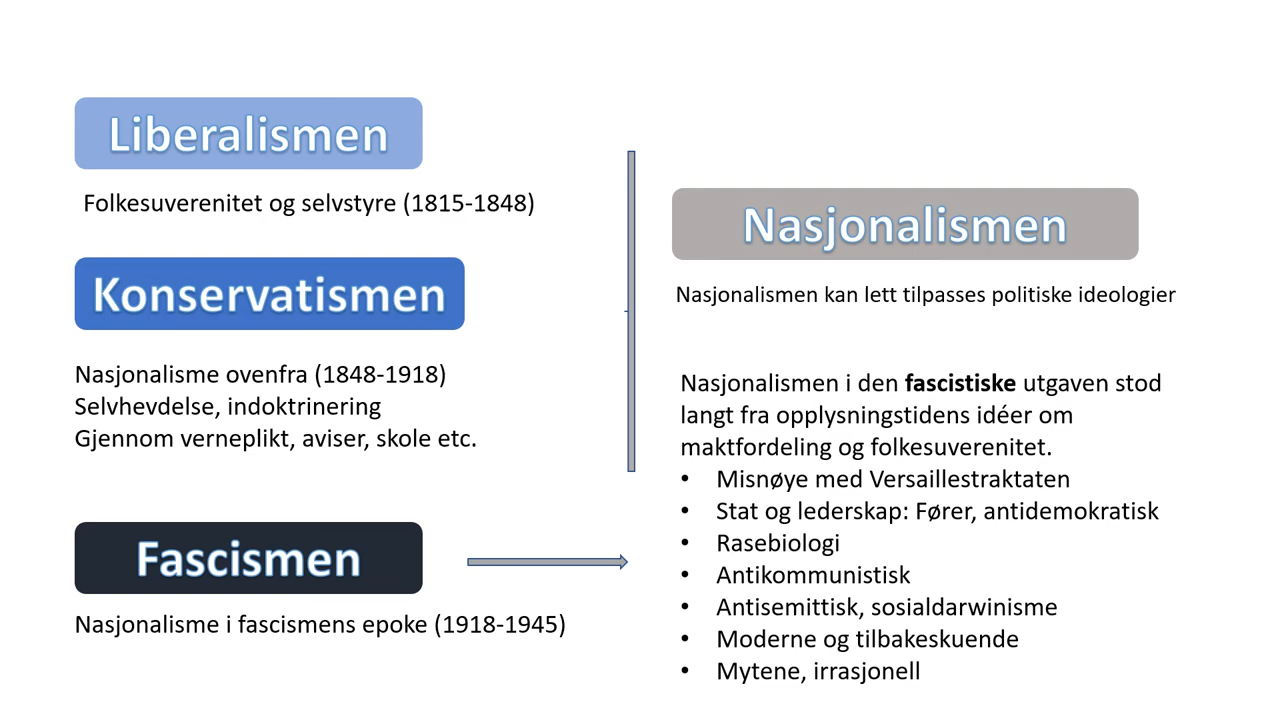 Liberalismen
Folkesuverenitet og selvstyre (1815-1848)
Konservatismen
Nasjonalisme ovenfra (1848-1918)
Selvhevdelse, indoktrinering
Gjennom verneplikt, aviser, skole etc.
Fascismen
Nasjonalisme i fascismens epoke (1918-1945)
Nasjonalismen
Nasjonalismen kan lett tilpasses politiske ideologier
Nasjonalismen i den fascistiske utgaven stod
langt fra opplysningstidens idéer om
maktfordeling og folkesuverenitet.
• Misnøye med Versaillestraktaten
• Stat og lederskap: Fører, antidemokratisk
• Rasebiologi
• Antikommunistisk
• Antisemittisk, sosialdarwinisme
• Moderne og tilbakeskuende
• Mytene, irrasjonell